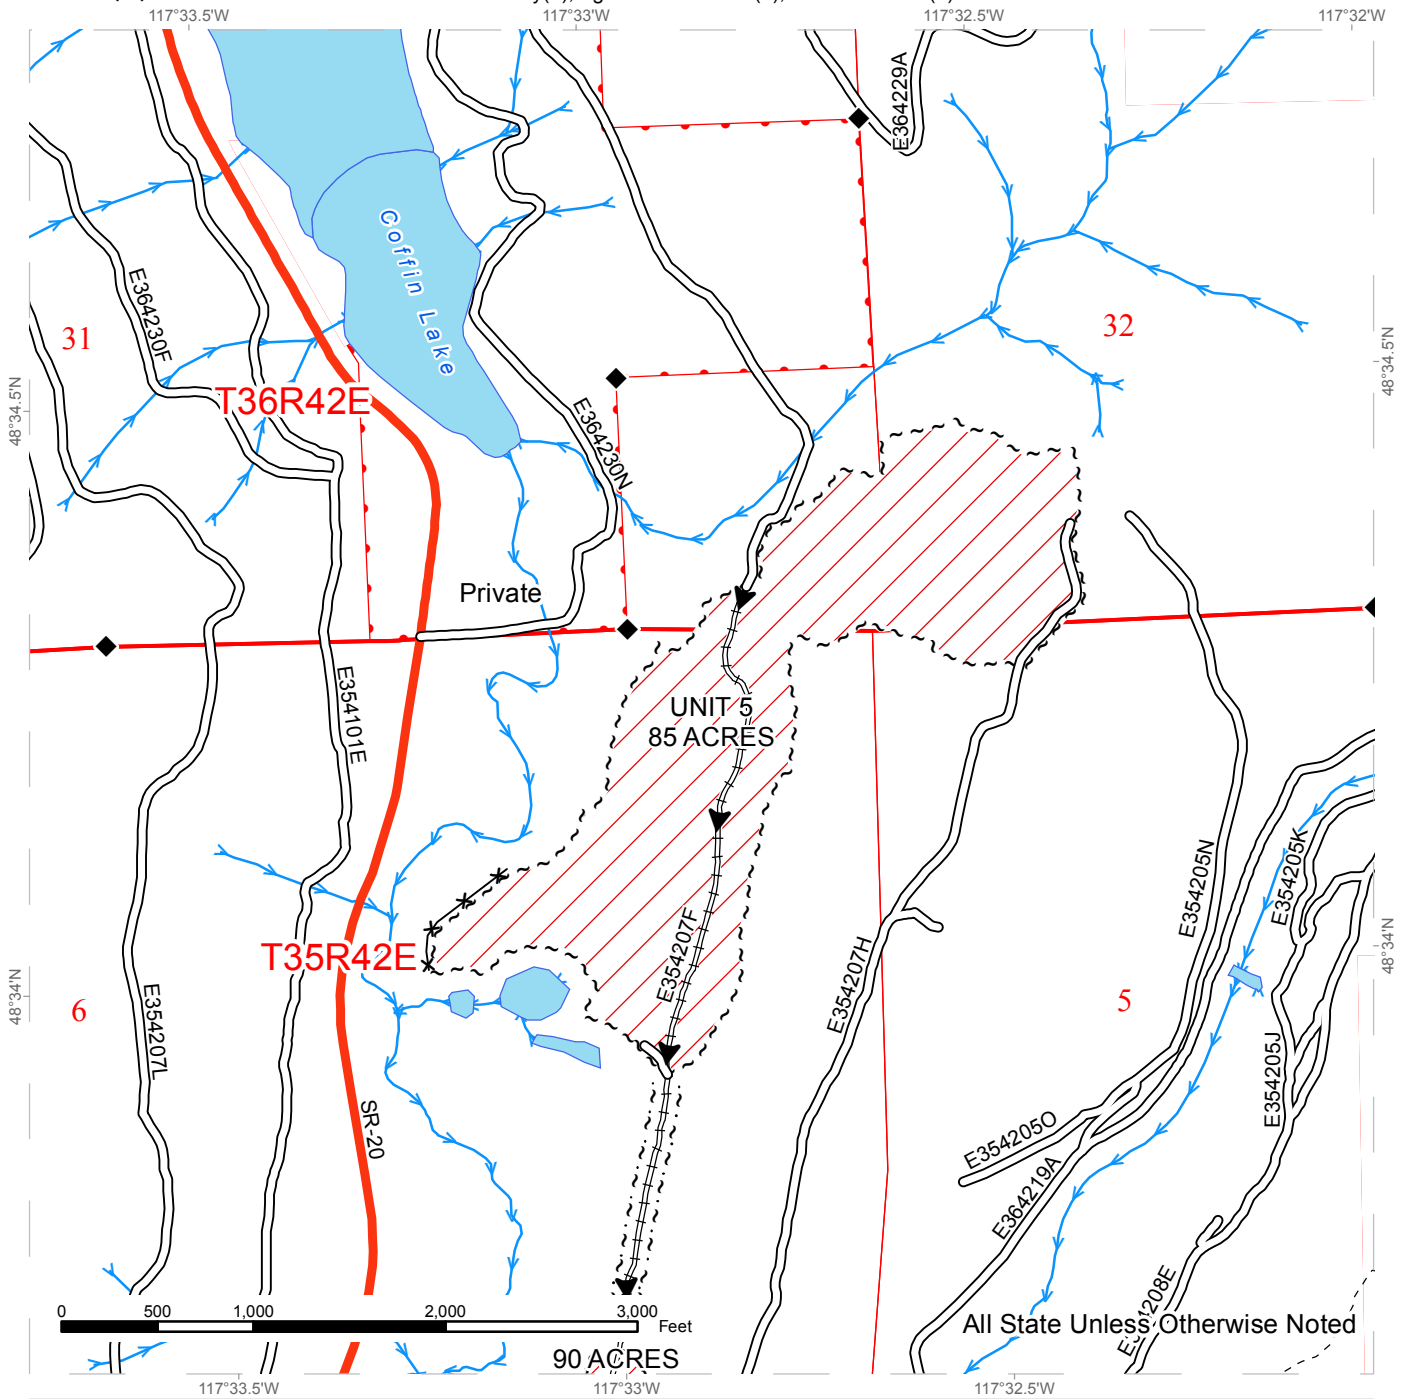 117°33.5'W
117°33'W
117°32.5'W
117°32'W
E364229A
Coffin Lake
E364230F
31
32
48°34.5'N
48°34.5'N
T36R42E
E364230N
Private
E354101E
UNIT 5
85 ACRES
E354205N
E354205K
E354207F
E354207H
T35R42E
48°34'N
48°34'N
6
E354207L
5
E354205J
SR-20
E354205O
E364219A
E354208E
0 500 1,000 2,000 3,000
Feet
All State Unless Otherwise Noted
90 ACRES
117°33.5'W
117°33'W
117°32.5'W